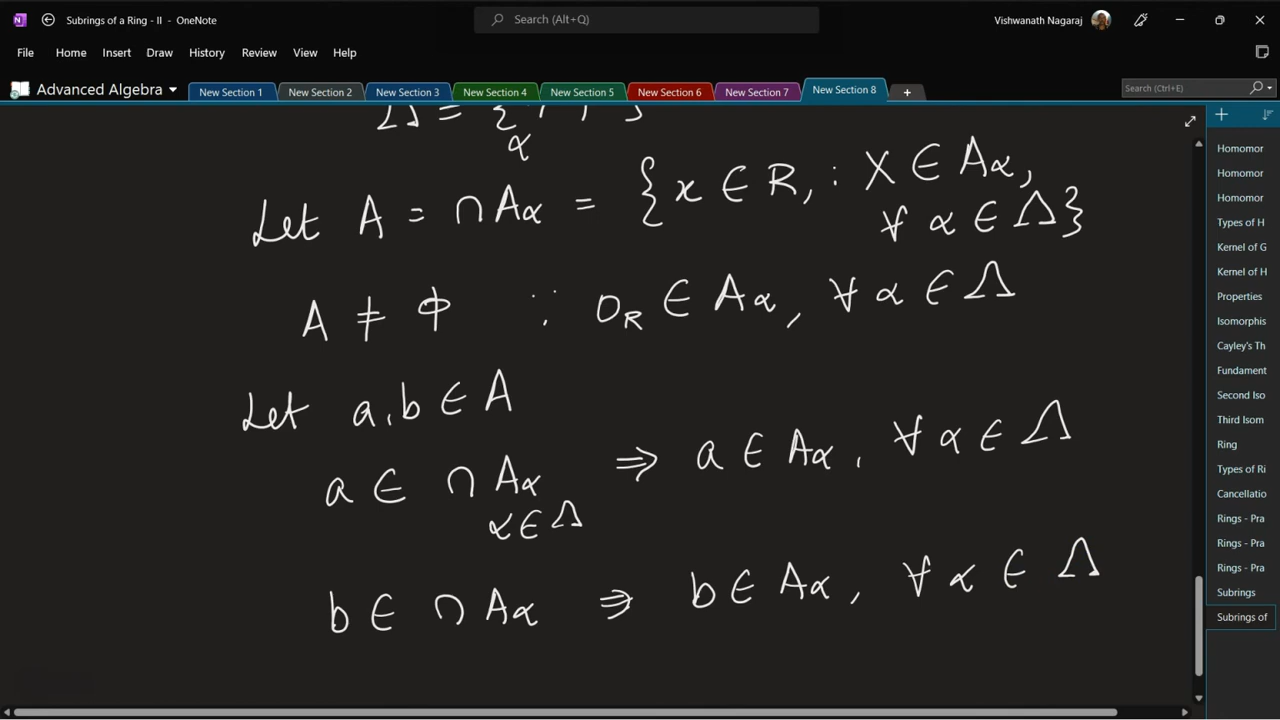 Subrings of a Ring - II - OneNote
Search (Alt+Q)
Vishwanath Nagaraj
File Home Insert Draw History Review View Help
Advanced Algebra
New Section 1 New Section 2 New Section 3 New Section 4 New Section 5 New Section 6 New Section 7 New Section 8 +
Search (Ctrl+E)
α
Let A = ∩Aα = {x ∈ R, : X ∈ Aα,
∀ α ∈ Δ}
A ≠ ϕ ∵ 0R ∈ Aα, ∀ α ∈ Δ
Let a,b ∈ A
a ∈ ∩ Aα ⇒ a ∈ Aα, ∀ α ∈ Δ
α ∈ Δ
b ∈ ∩ Aα ⇒ b ∈ Aα, ∀ α ∈ Δ
Homomor
Homomor
Homomor
Types of H
Kernel of G
Kernel of H
Properties
Isomorphis
Cayley's Th
Fundament
Second Iso
Third Isom
Ring
Types of Ri
Cancellatio
Rings - Pra
Rings - Pra
Rings - Pra
Subrings
Subrings of